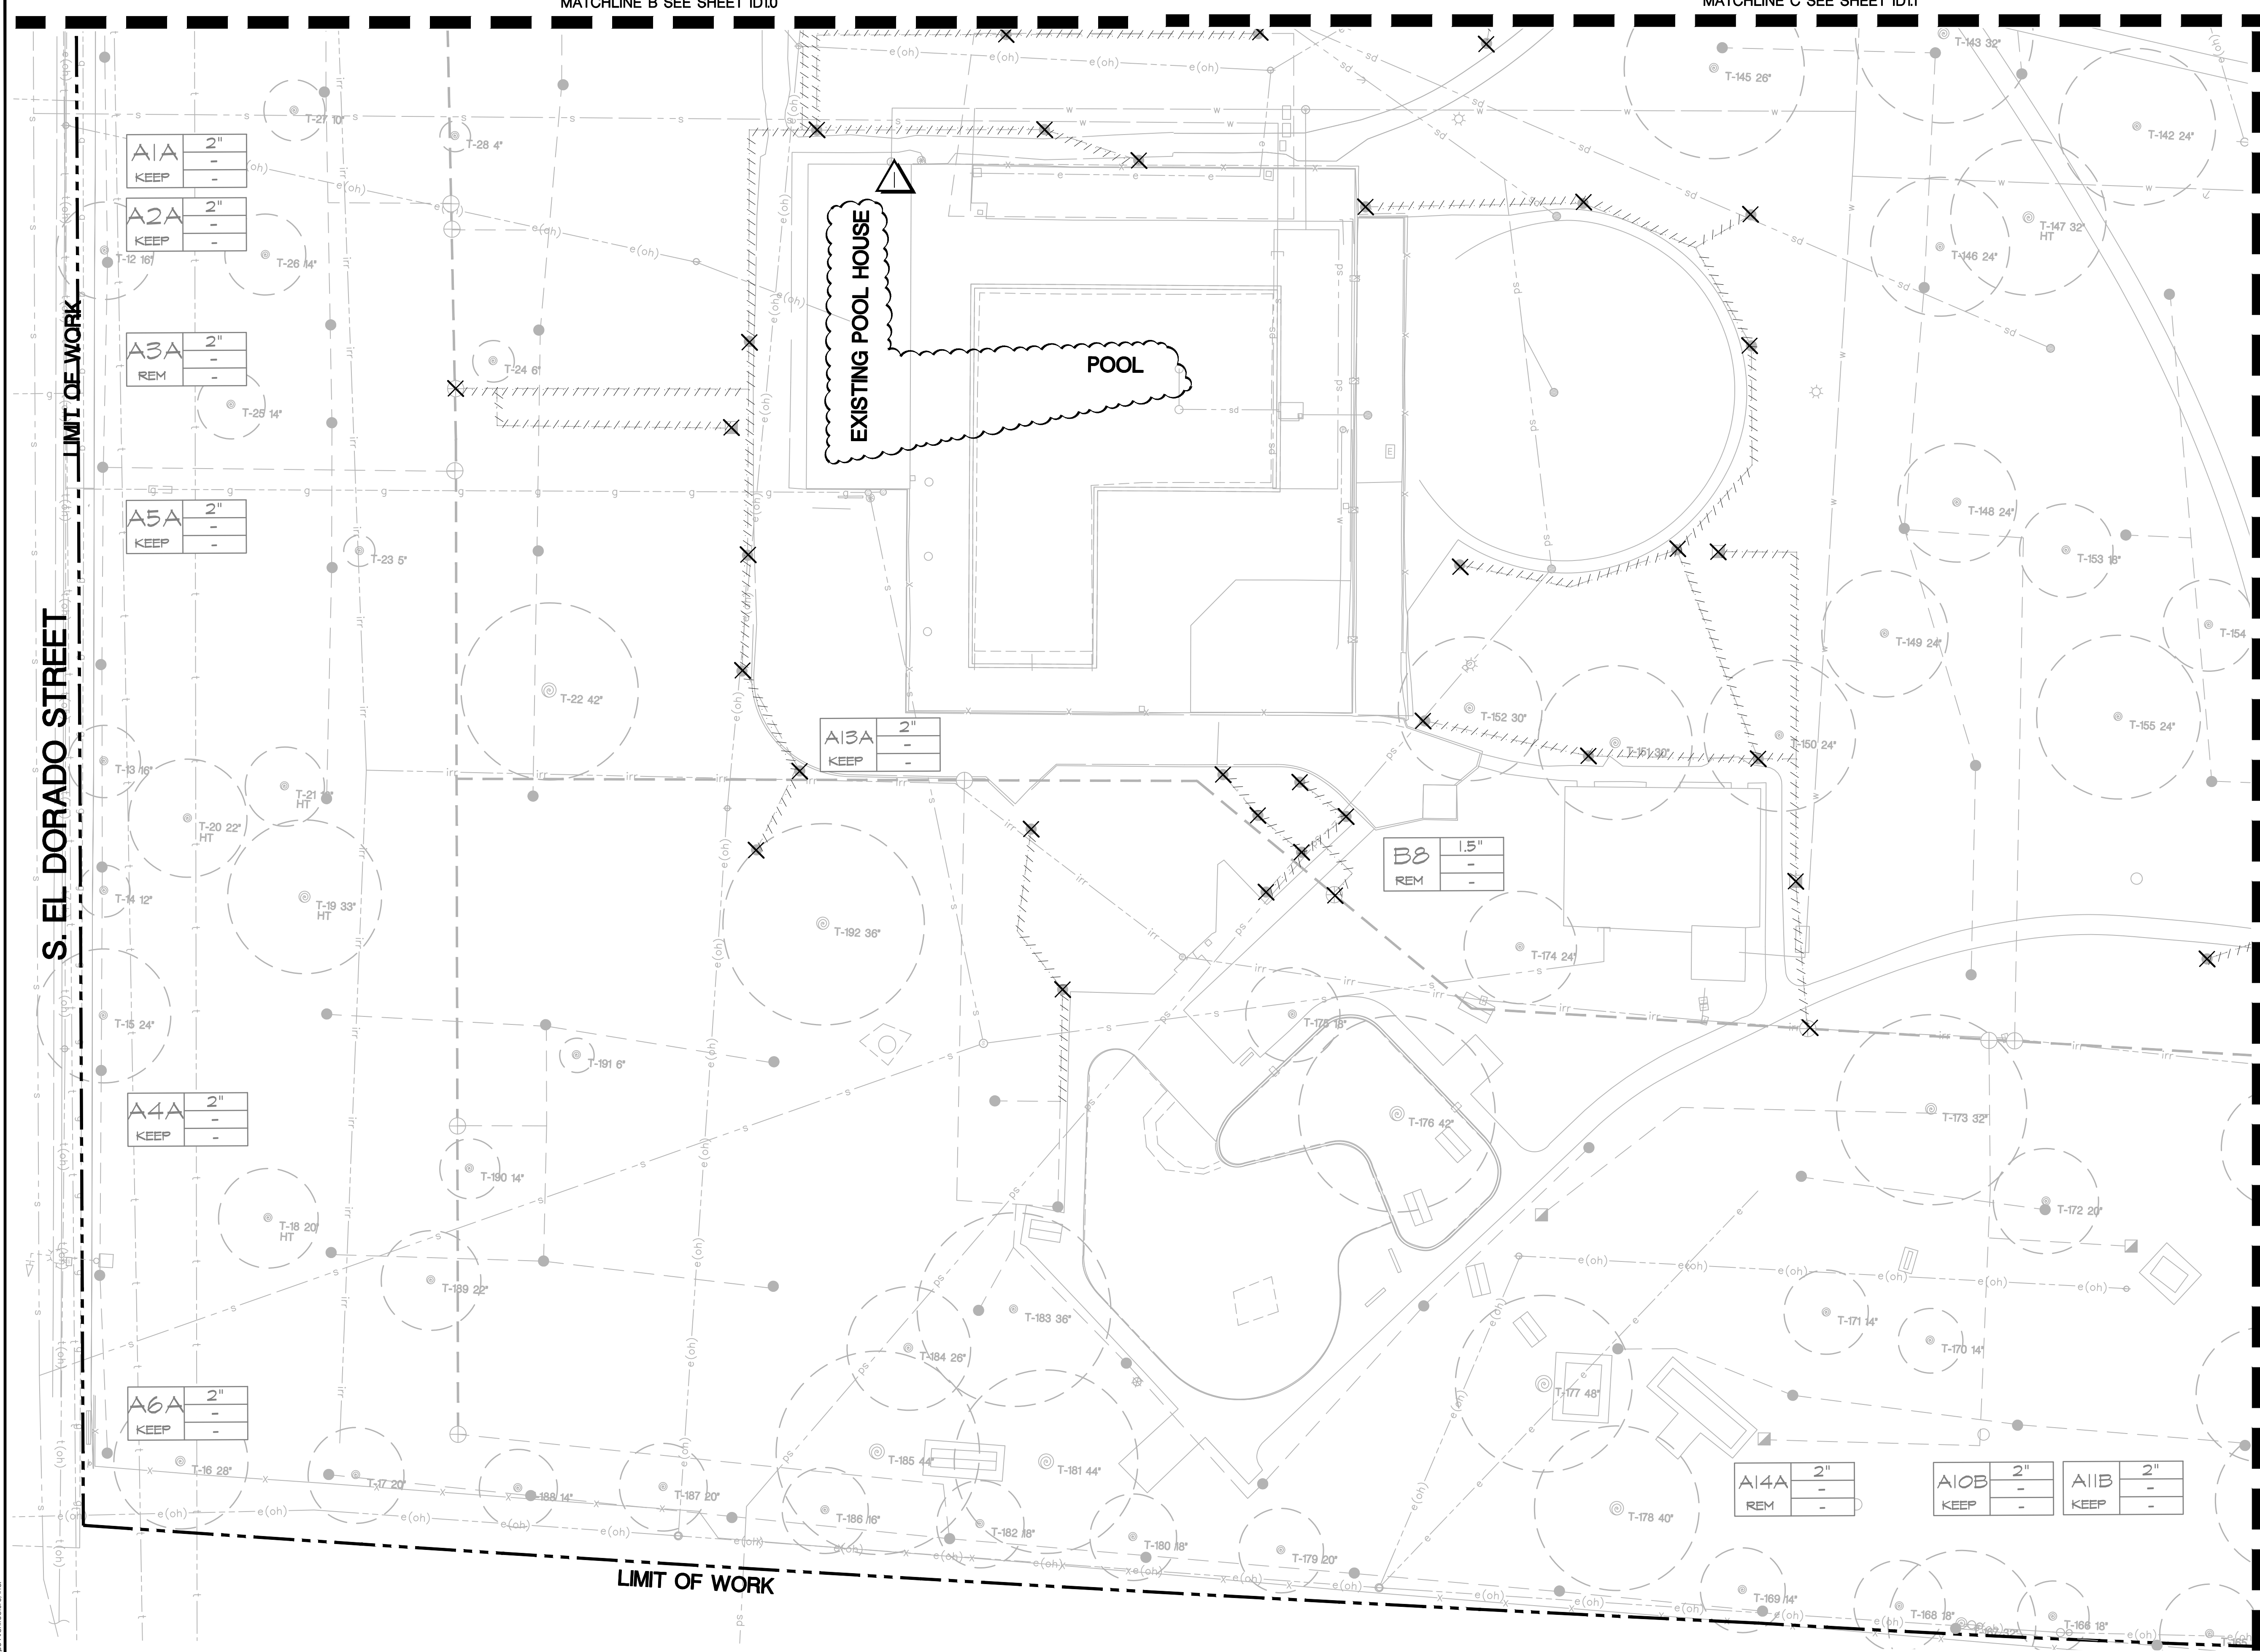 MATCHLINE B SEE SHEET ID1.0
MATCHLINE C SEE SHEET ID1.1
T-143 32"
T-145 26"
T-27 10"
T-28 4"
T-142 24"
A1A 2" - KEEP -
A2A 2" - KEEP -
T-12 16"
T-26 14"
T-147 32"
HT
T-146 24"
LIMIT OF WORK
EXISTING POOL HOUSE
POOL
A3A 2" - REM -
T-24 6"
T-25 14"
A5A 2" - KEEP -
T-23 5"
T-148 24"
T-153 18"
T-149 24"
T-154
S. EL DORADO STREET
T-22 42"
T-152 30"
T-151 30"
T-150 24"
T-155 24"
A13A 2" - KEEP -
T-13 16"
T-21
HT
T-20 22"
HT
B8 1.5" - REM -
T-14 12"
T-19 33"
HT
T-192 36"
T-174 24"
T-15 24"
T-175 18"
T-191 6"
T-176 42"
T-173 32"
A4A 2" - KEEP -
T-190 14"
T-18 20"
HT
T-172 20"
T-189 22"
T-183 36"
T-184 26"
T-171 14"
T-170 14"
T-177 48"
A6A 2" - KEEP -
T-16 28"
T-17 20"
T-188 14"
T-187 20"
T-185 44"
T-181 44"
T-186 16"
T-182 18"
T-180 18"
T-179 20"
T-178 40"
A14A 2" - REM -
A10B 2" - KEEP -
A11B 2" - KEEP -
T-169 14"
T-168 18"
T-166 18"
LIMIT OF WORK